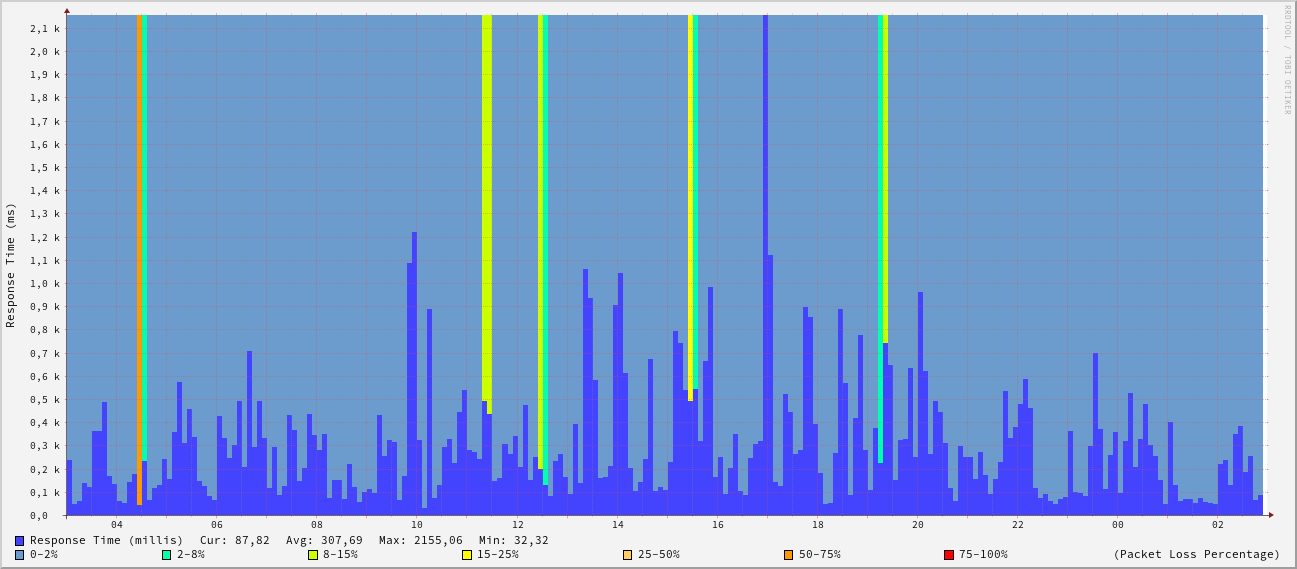 RRDTOOL / TOBI OETIKER
Response Time (ms)
2,1 k
2,0 k
1,9 k
1,8 k
1,7 k
1,6 k
1,5 k
1,4 k
1,3 k
1,2 k
1,1 k
1,0 k
0,9 k
0,8 k
0,7 k
0,6 k
0,5 k
0,4 k
0,3 k
0,2 k
0,1 k
0,0
04 06 08 10 12 14 16 18 20 22 00 02
Response Time (millis) Cur: 87,82 Avg: 307,69 Max: 2155,06 Min: 32,32
0-2% 2-8% 8-15% 15-25% 25-50% 50-75% 75-100% (Packet Loss Percentage)